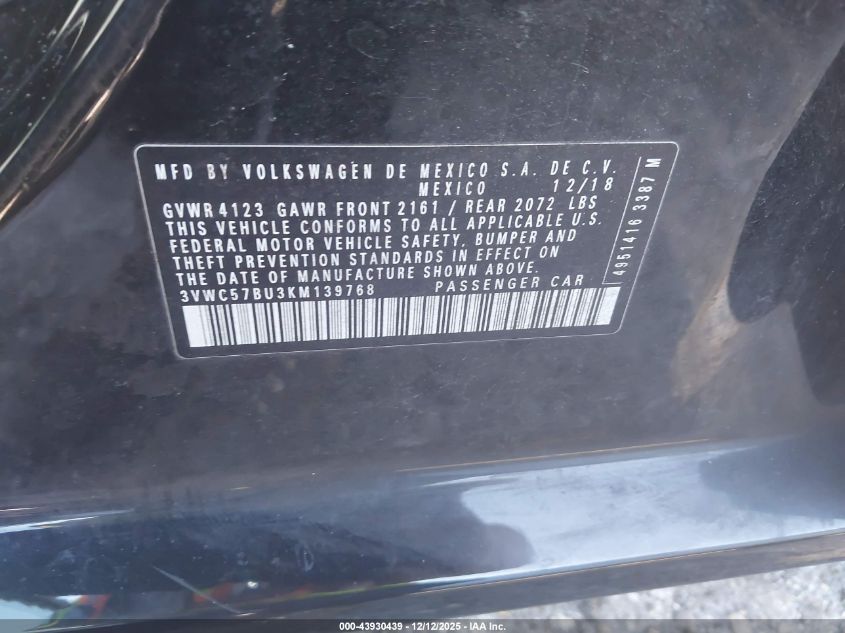 MFD BY VOLKSWAGEN DE MEXICO S.A. DE C.V.
MEXICO 12/18
GVWR 4123 GAWR FRONT 2161 / REAR 2072 LBS
THIS VEHICLE CONFORMS TO ALL APPLICABLE U.S.
FEDERAL MOTOR VEHICLE SAFETY, BUMPER AND
THEFT PREVENTION STANDARDS IN EFFECT ON
THE DATE OF MANUFACTURE SHOWN ABOVE.
3VWC57BU3KM139768 PASSENGER CAR
4951416 3387 M
000-43930439 - 12/12/2025 - IAA Inc.